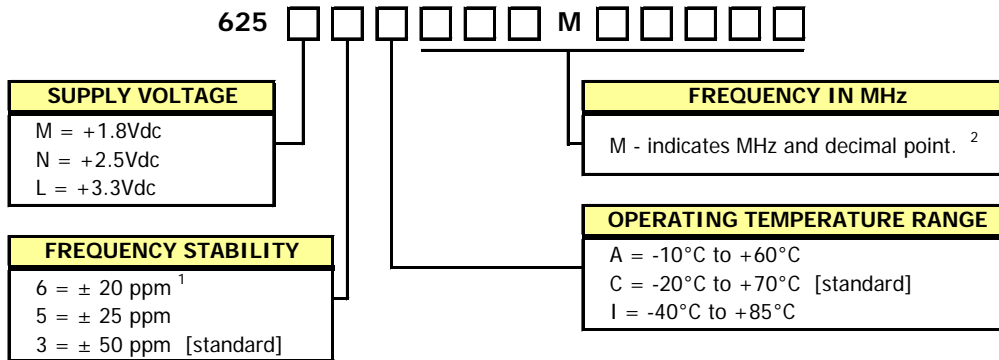 625 M
SUPPLY VOLTAGE
M = +1.8Vdc
N = +2.5Vdc
L = +3.3Vdc
FREQUENCY STABILITY
6 = ± 20 ppm 1
5 = ± 25 ppm
3 = ± 50 ppm [standard]
FREQUENCY IN MHz
M - indicates MHz and decimal point. 2
OPERATING TEMPERATURE RANGE
A = -10°C to +60°C
C = -20°C to +70°C [standard]
I = -40°C to +85°C